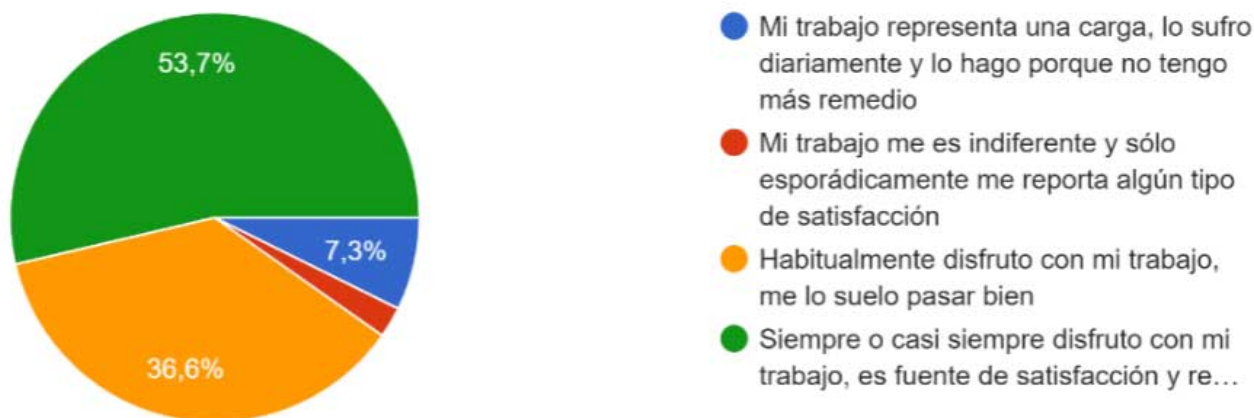 53,7%
7,3%
36,6%
Mi trabajo representa una carga, lo sufro
diariamente y lo hago porque no tengo
más remedio
Mi trabajo me es indiferente y sólo
esporádicamente me reporta algún tipo
de satisfacción
Habitualmente disfruto con mi trabajo,
me lo suelo pasar bien
Siempre o casi siempre disfruto con mi
trabajo, es fuente de satisfacción y re…